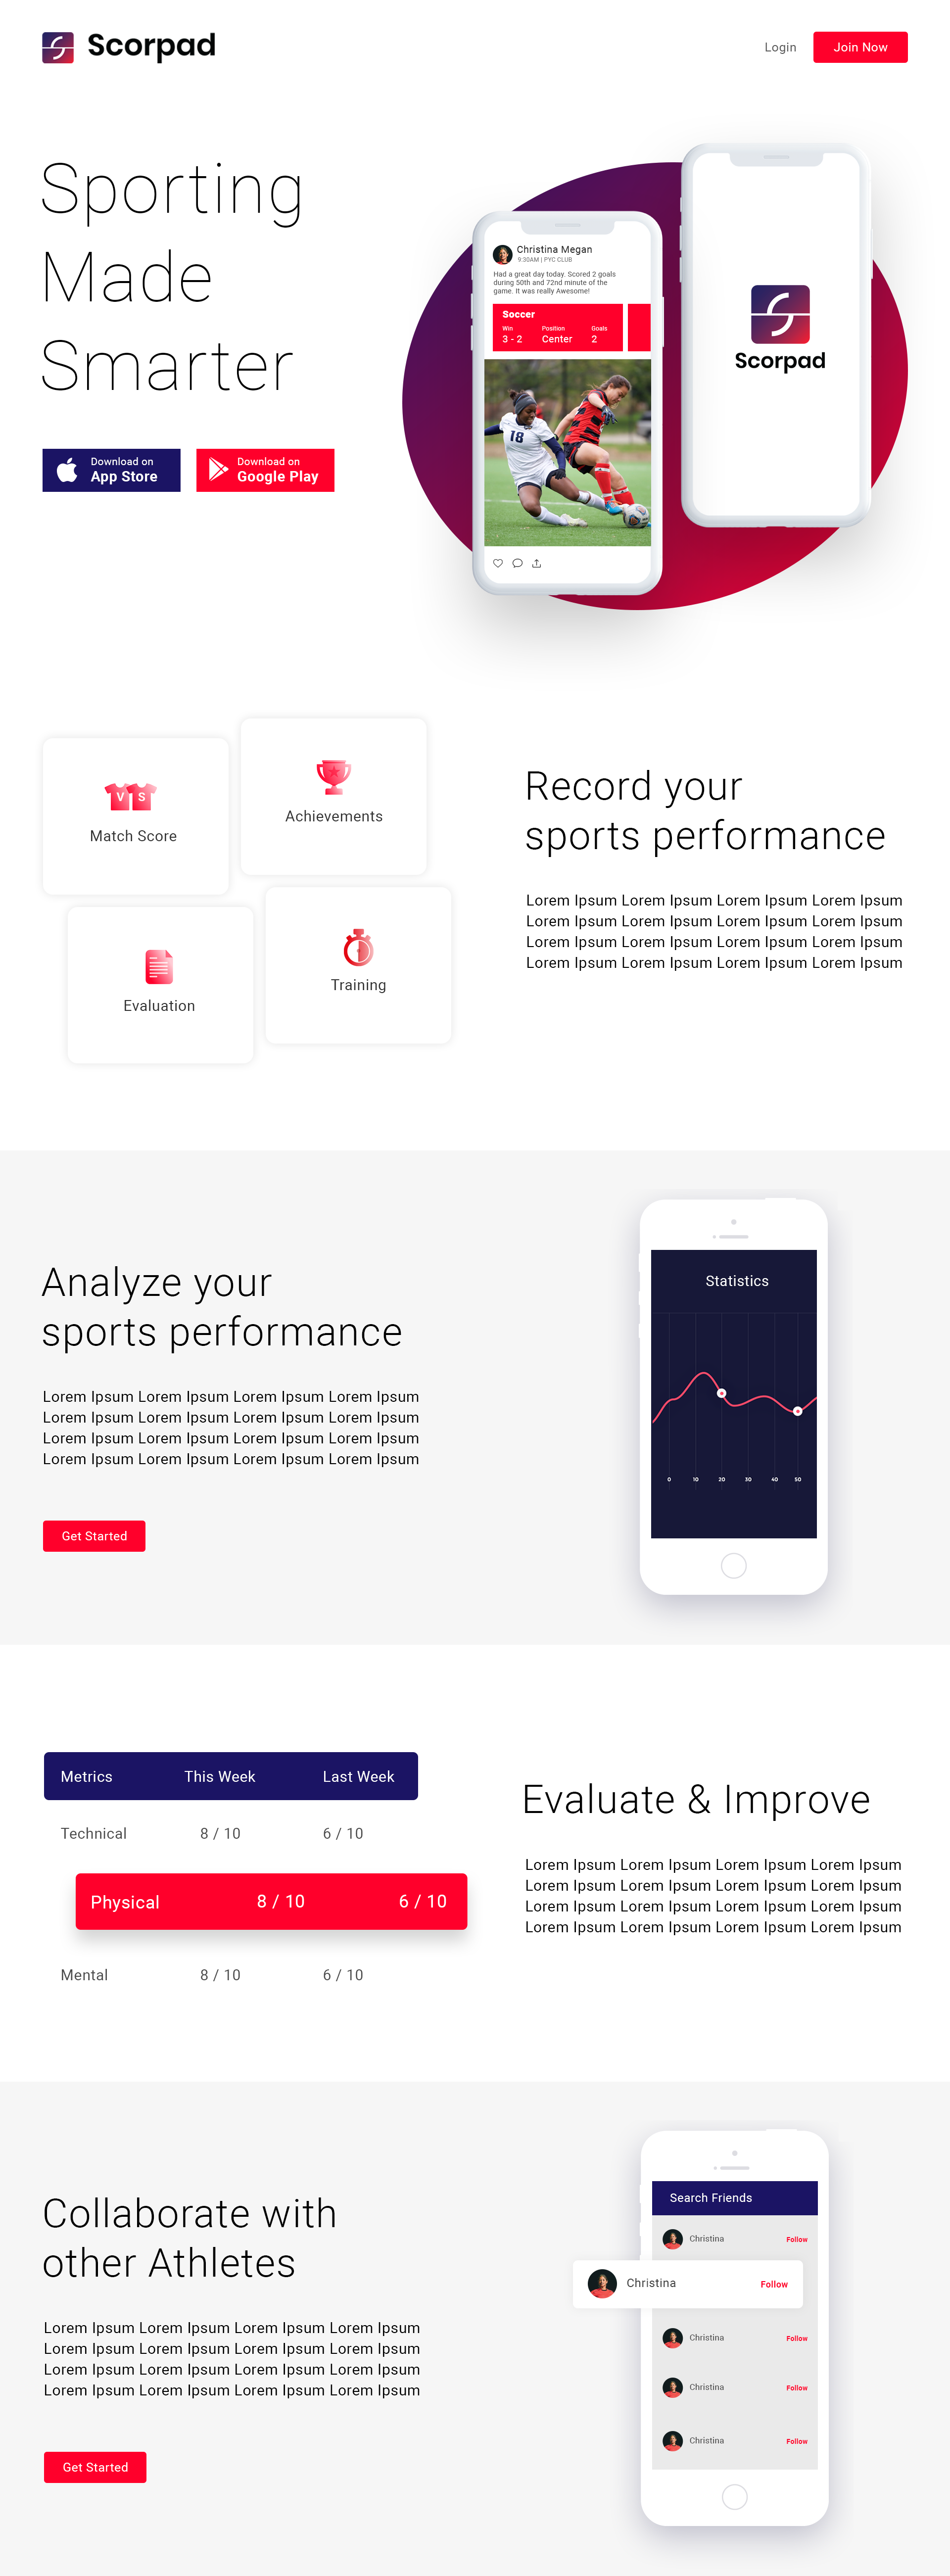 Scorpad
Login
Join Now
Sporting
Made
Smarter
Download on
App Store
Download on
Google Play
Christina Megan
9:30AM | PYC CLUB
Had a great day today. Scored 2 goals
during 50th and 72nd minute of the
game. It was really Awesome!
Soccer
Win Position Goals
3 - 2 Center 2
18
Scorpad
V S
Match Score
Achievements
Evaluation
Training
Record your
sports performance
Lorem Ipsum Lorem Ipsum Lorem Ipsum Lorem Ipsum
Lorem Ipsum Lorem Ipsum Lorem Ipsum Lorem Ipsum
Lorem Ipsum Lorem Ipsum Lorem Ipsum Lorem Ipsum
Lorem Ipsum Lorem Ipsum Lorem Ipsum Lorem Ipsum
Analyze your
sports performance
Lorem Ipsum Lorem Ipsum Lorem Ipsum Lorem Ipsum
Lorem Ipsum Lorem Ipsum Lorem Ipsum Lorem Ipsum
Lorem Ipsum Lorem Ipsum Lorem Ipsum Lorem Ipsum
Lorem Ipsum Lorem Ipsum Lorem Ipsum Lorem Ipsum
Get Started
Statistics
0 10 20 30 40 50
Metrics This Week Last Week
Technical 8 / 10 6 / 10
Physical 8 / 10 6 / 10
Mental 8 / 10 6 / 10
Evaluate & Improve
Lorem Ipsum Lorem Ipsum Lorem Ipsum Lorem Ipsum
Lorem Ipsum Lorem Ipsum Lorem Ipsum Lorem Ipsum
Lorem Ipsum Lorem Ipsum Lorem Ipsum Lorem Ipsum
Lorem Ipsum Lorem Ipsum Lorem Ipsum Lorem Ipsum
Collaborate with
other Athletes
Lorem Ipsum Lorem Ipsum Lorem Ipsum Lorem Ipsum
Lorem Ipsum Lorem Ipsum Lorem Ipsum Lorem Ipsum
Lorem Ipsum Lorem Ipsum Lorem Ipsum Lorem Ipsum
Lorem Ipsum Lorem Ipsum Lorem Ipsum Lorem Ipsum
Get Started
Search Friends
Christina Follow
Christina Follow
Christina Follow
Christina Follow
Christina Follow